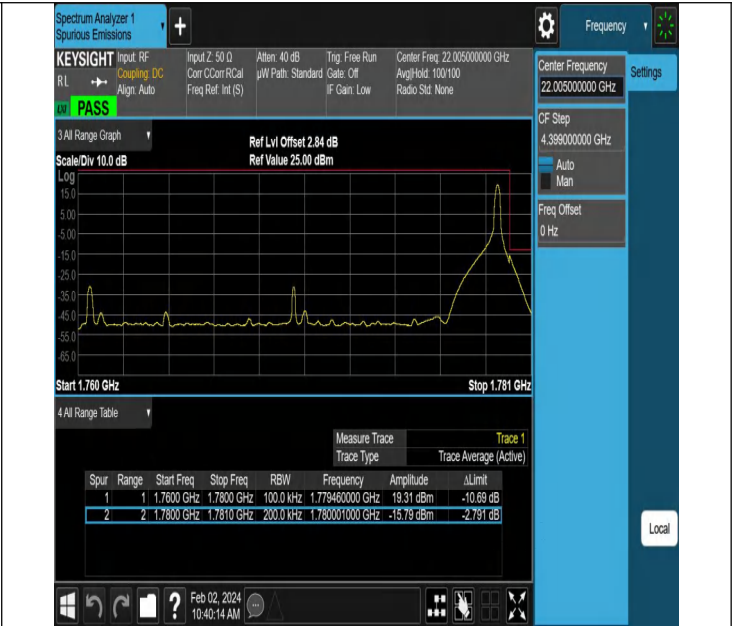 Spectrum Analyzer 1
Spurious Emissions
+
Frequency
KEYSIGHT
RL
Input: RF
Coupling: DC
Align: Auto
Input Z: 50 Ω
Corr CCorr RCal
Freq Ref: Int (S)
Atten: 40 dB
µW Path: Standard
Trig: Free Run
Gate: Off
IF Gain: Low
Center Freq: 22.005000000 GHz
Avg|Hold: 100/100
Radio Std: None
PASS
3 All Range Graph
Scale/Div 10.0 dB
Ref Lvl Offset 2.84 dB
Ref Value 25.00 dBm
Log
15.0
5.00
-5.00
-15.0
-25.0
-35.0
-45.0
-55.0
-65.0
Start 1.760 GHz
Stop 1.781 GHz
4 All Range Table
Measure Trace Trace 1
Trace Type Trace Average (Active)
Spur Range Start Freq Stop Freq RBW Frequency Amplitude ΔLimit
1 1 1.7600 GHz 1.7800 GHz 100.0 kHz 1.779460000 GHz 19.31 dBm -10.69 dB
2 2 1.7800 GHz 1.7810 GHz 200.0 kHz 1.780001000 GHz -15.79 dBm -2.791 dB
Center Frequency
22.005000000 GHz
Settings
CF Step
4.399000000 GHz
Auto
Man
Freq Offset
0 Hz
Local
?
Feb 02, 2024
10:40:14 AM